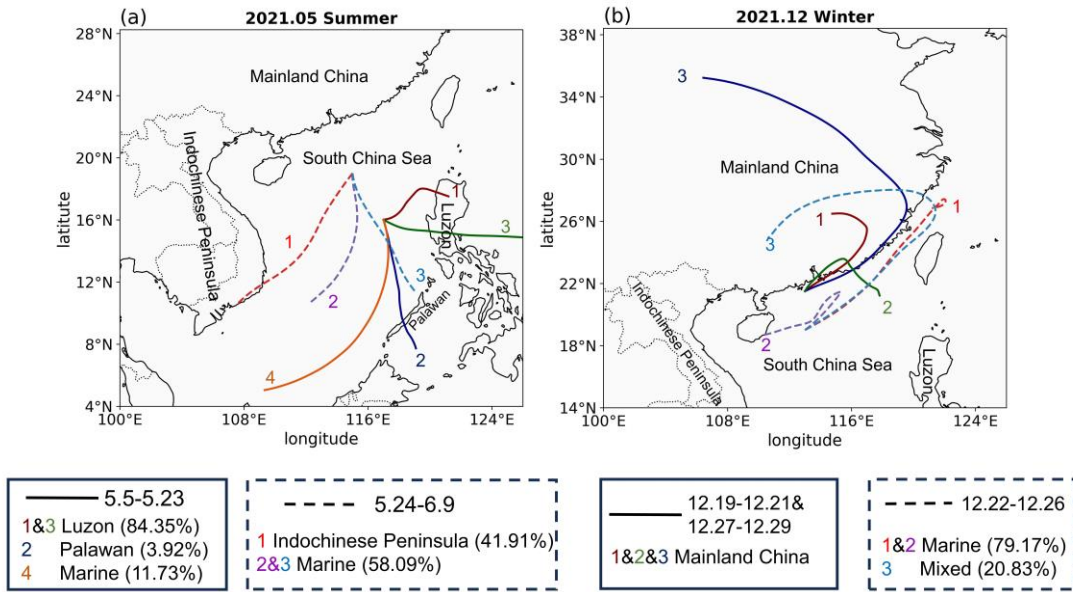 (a)
2021.05 Summer
28°N
24°N
20°N
16°N
12°N
8°N
4°N
latitute
Mainland China
Indochinese Peninsula
South China Sea
Luzon
Palawan
1
2
3
1
3
2
4
100°E
108°E
116°E
124°E
longitude
(b)
2021.12 Winter
38°N
34°N
30°N
26°N
22°N
18°N
14°N
latitute
3
Mainland China
1
3
1
2
2
South China Sea
Indochinese Peninsula
Luzon
100°E
108°E
116°E
124°E
longitude
5.5-5.23
1&3 Luzon (84.35%)
2 Palawan (3.92%)
4 Marine (11.73%)
5.24-6.9
1 Indochinese Peninsula (41.91%)
2&3 Marine (58.09%)
12.19-12.21&
12.27-12.29
1&2&3 Mainland China
12.22-12.26
1&2 Marine (79.17%)
3 Mixed (20.83%)